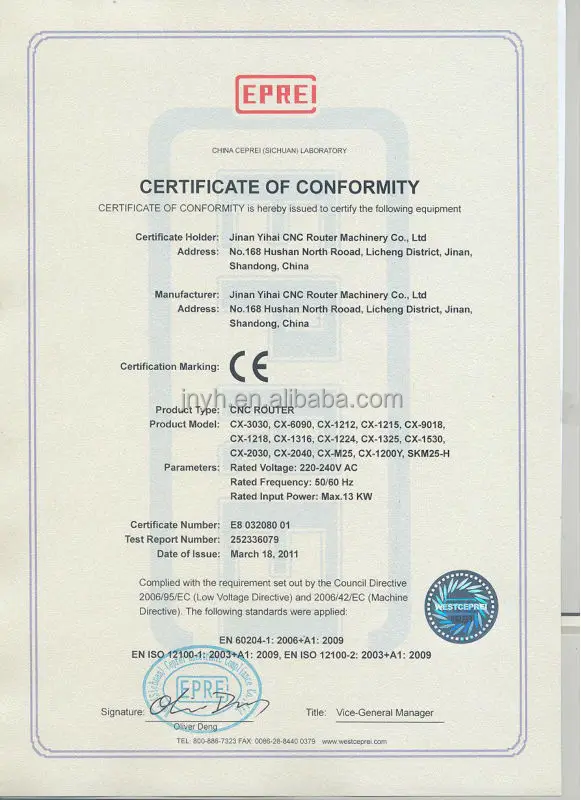 EPREI
CHINA CEPREI (SICHUAN) LABORATORY
CERTIFICATE OF CONFORMITY
CERTIFICATE OF CONFORMITY is hereby issued to certify the following equipment
Certificate Holder: Jinan Yihai CNC Router Machinery Co., Ltd
Address: No.168 Hushan North Rooad, Licheng District, Jinan,
Shandong, China
Manufacturer: Jinan Yihai CNC Router Machinery Co., Ltd
Address: No.168 Hushan North Rooad, Licheng District, Jinan,
Shandong, China
Certification Marking: CE
jnyh.en.alibaba.com
Product Type: CNC ROUTER
Product Model: CX-3030, CX-6090, CX-1212, CX-1215, CX-9018,
CX-1218, CX-1316, CX-1224, CX-1325, CX-1530,
CX-2030, CX-2040, CX-M25, CX-1200Y, SKM25-H
Parameters: Rated Voltage: 220-240V AC
Rated Frequency: 50/60 Hz
Rated Input Power: Max.13 KW
Certificate Number: E8 032080 01
Test Report Number: 252336079
Date of Issue: March 18, 2011
Complied with the requirement set out by the Council Directive
2006/95/EC (Low Voltage Directive) and 2006/42/EC (Machine
Directive). The following standards were applied:
WESTCEPREI
EN 60204-1: 2006+A1: 2009
EN ISO 12100-1: 2003+A1: 2009, EN ISO 12100-2: 2003+A1: 2009
EPREI
Signature: Oliver Deng
Title: Vice-General Manager
Oliver Deng
TEL: 800-886-7323 FAX: 0086-28-8440 0379 www.westceprei.com